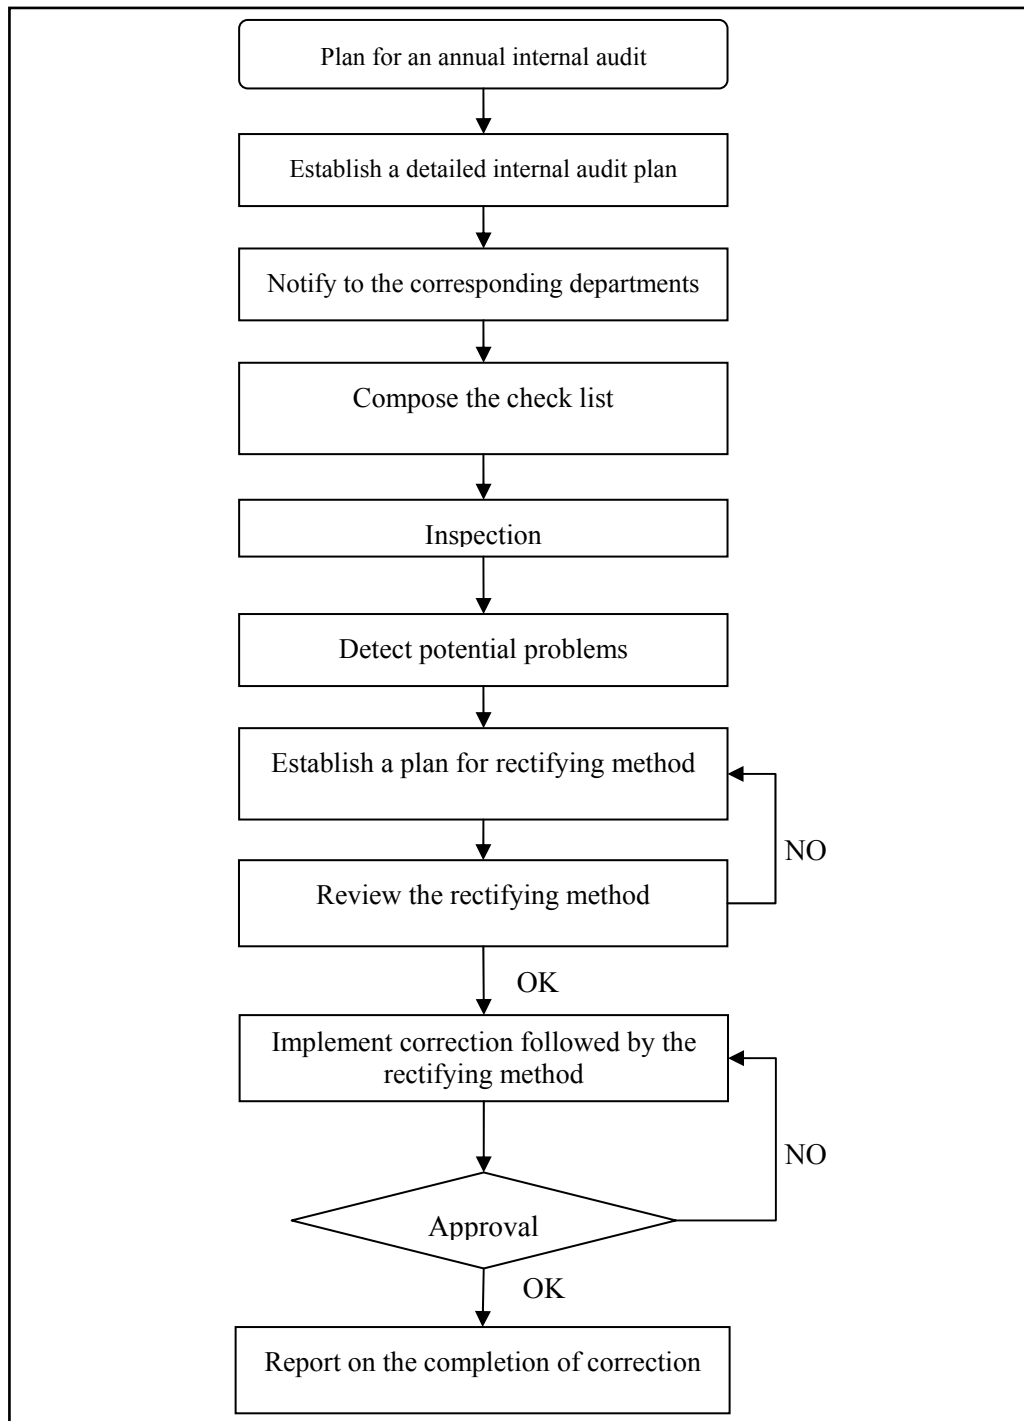 Plan for an annual internal audit
Establish a detailed internal audit plan
Notify to the corresponding departments
Compose the check list
Inspection
Detect potential problems
Establish a plan for rectifying method
NO
Review the rectifying method
OK
Implement correction followed by the
rectifying method
NO
Approval
OK
Report on the completion of correction